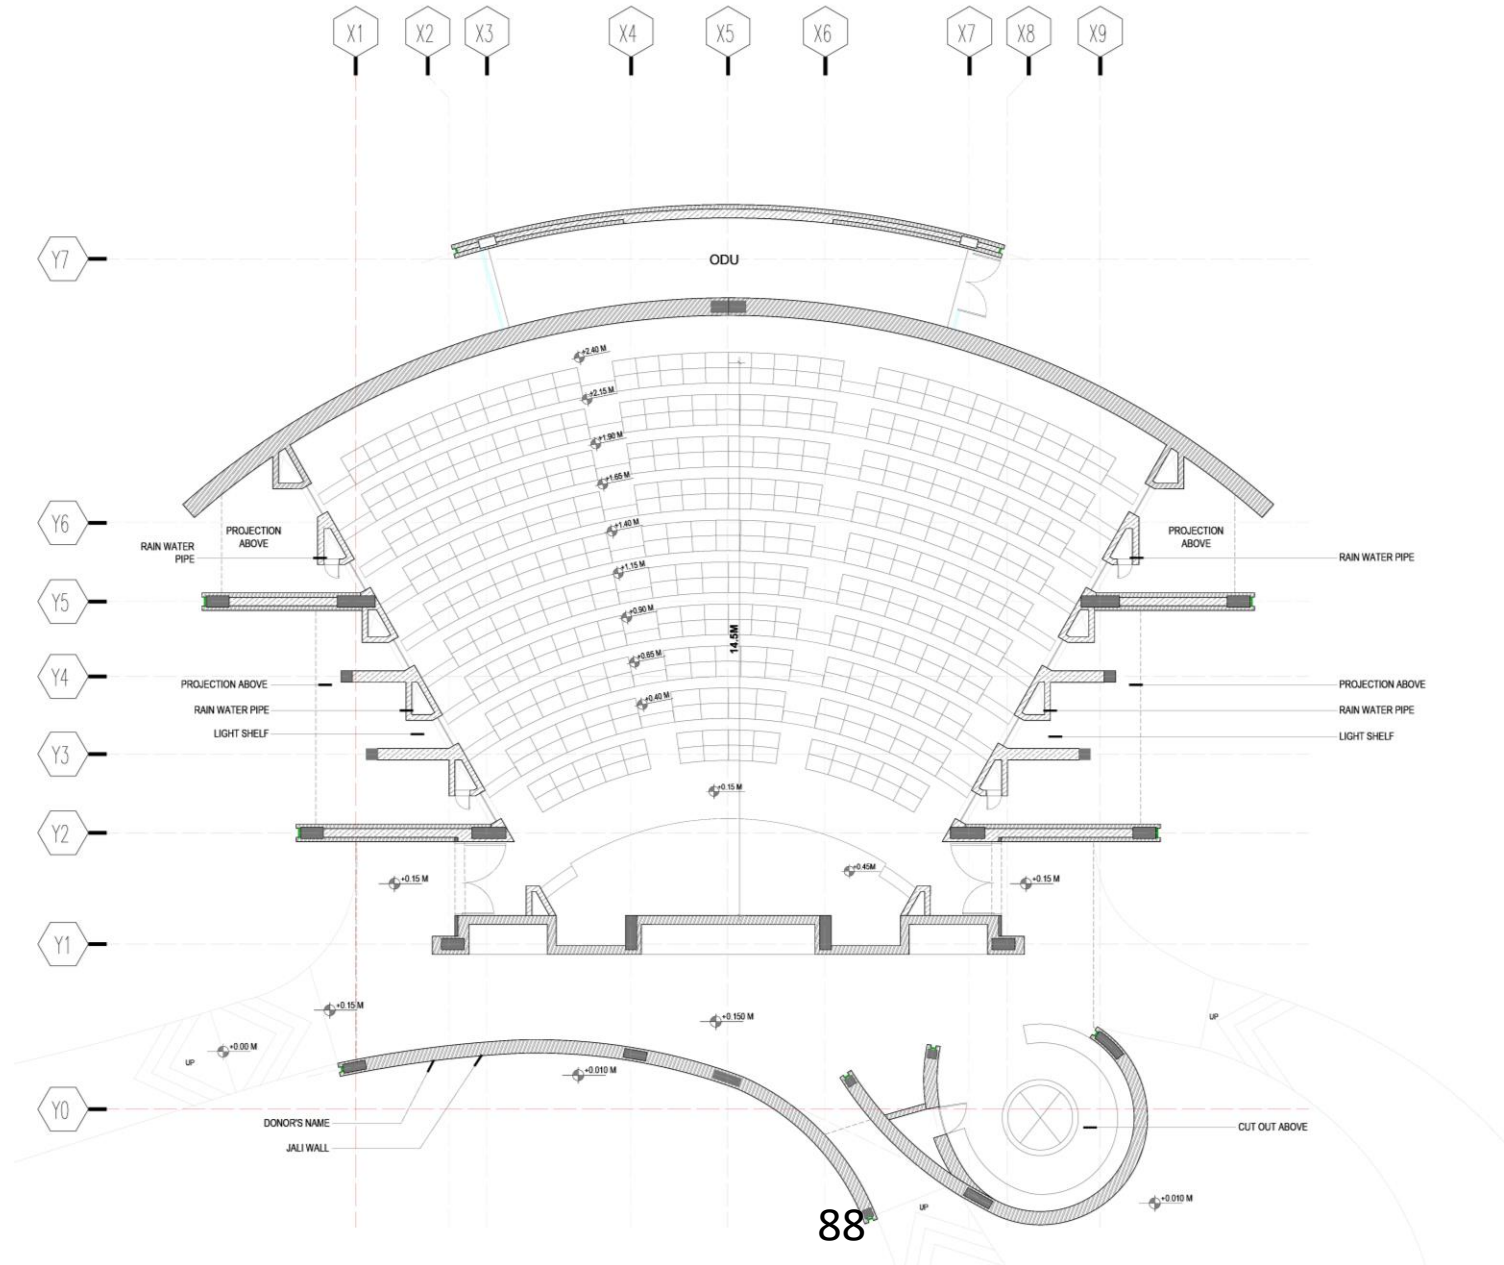 X1 X2 X3 X4 X5 X6 X7 X8 X9
Y7
ODU
+2.40 M
+2.15 M
+1.90 M
+1.65 M
Y6
PROJECTION
ABOVE
PROJECTION
ABOVE
+1.40 M
RAIN WATER
PIPE
RAIN WATER PIPE
+1.15 M
Y5
+0.90 M
14.5M
+0.65 M
Y4
PROJECTION ABOVE
PROJECTION ABOVE
+0.40 M
RAIN WATER PIPE
RAIN WATER PIPE
LIGHT SHELF
LIGHT SHELF
Y3
+0.15 M
Y2
+0.45M
+0.15 M
+0.15 M
Y1
+0.15 M
+0.150 M
UP
+0.00 M
UP
+0.010 M
Y0
DONOR'S NAME
CUT OUT ABOVE
JALI WALL
+0.010 M
UP
88